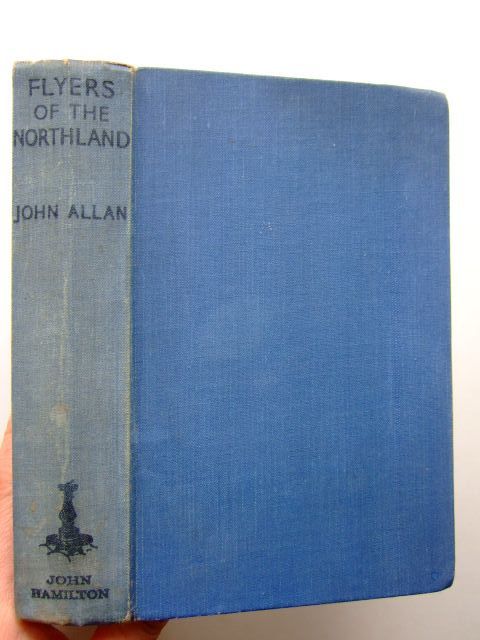 FLYERS
OF THE
NORTHLAND
JOHN ALLAN
JOHN
HAMILTON